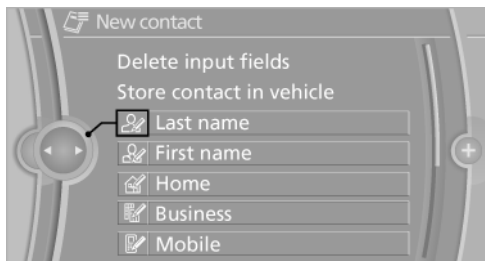 New contact
Delete input fields
Store contact in vehicle
Last name
First name
Home
Business
Mobile